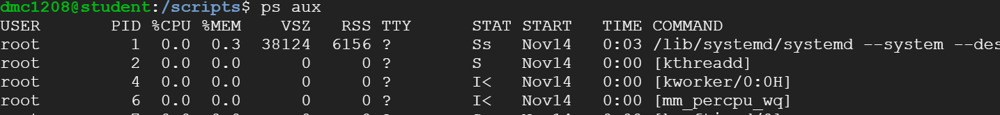 dmc1208@student:/scripts$ ps aux
USER PID %CPU %MEM VSZ RSS TTY STAT START TIME COMMAND
root 1 0.0 0.3 38124 6156 ? Ss Nov14 0:03 /lib/systemd/systemd --system --des
root 2 0.0 0.0 0 0 ? S Nov14 0:00 [kthreadd]
root 4 0.0 0.0 0 0 ? I< Nov14 0:00 [kworker/0:0H]
root 6 0.0 0.0 0 0 ? I< Nov14 0:00 [mm_percpu_wq]